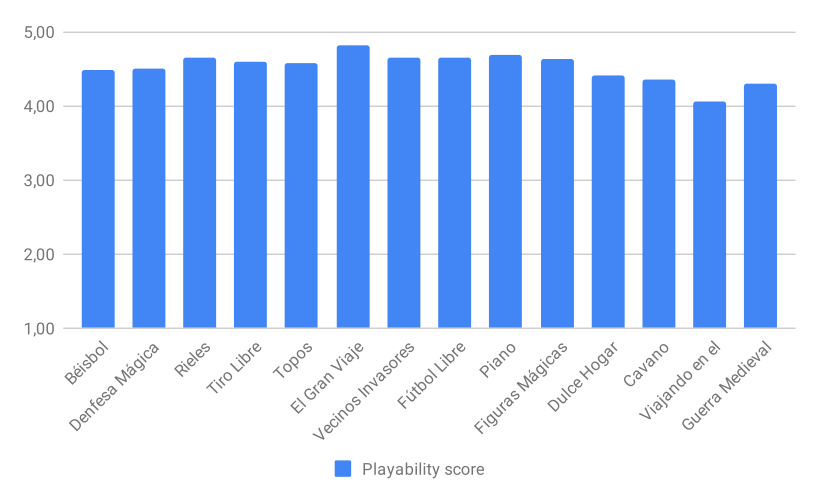 5,00
4,00
3,00
2,00
1,00
Béisbol
Denfesa Mágica
Rieles
Tiro Libre
Topos
El Gran Viaje
Vecinos Invasores
Fútbol Libre
Piano
Figuras Mágicas
Dulce Hogar
Cavano
Viajando en el
Guerra Medieval
Playability score